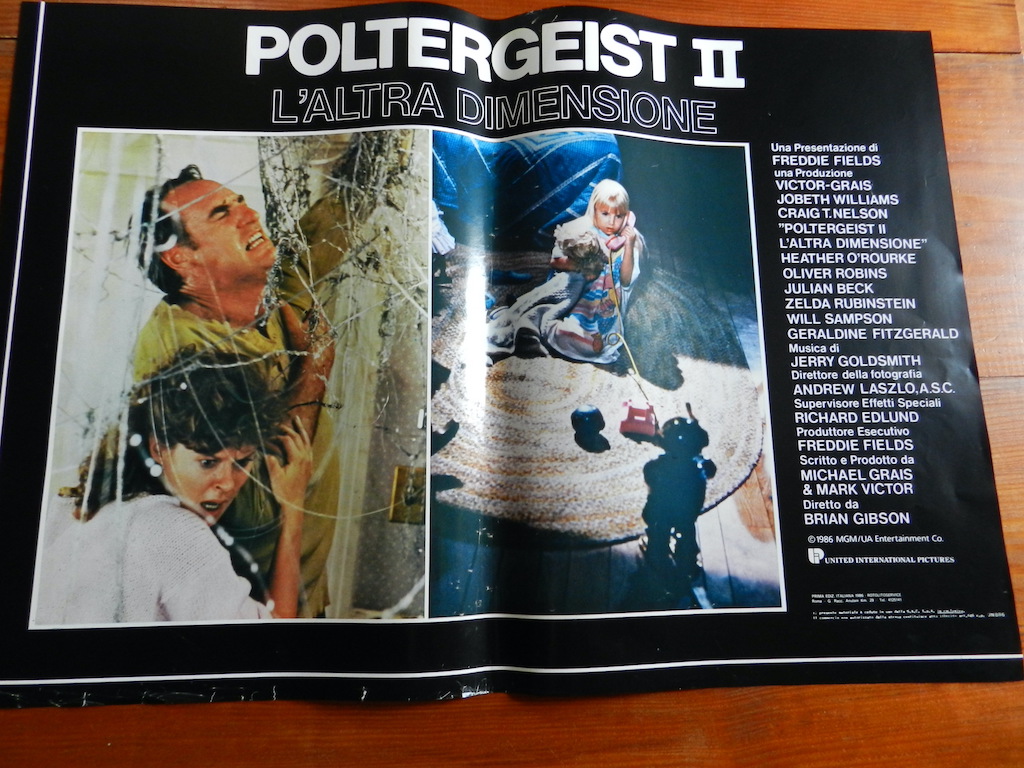 POLTERGEIST II
L'ALTRA DIMENSIONE
Una Presentazione di
FREDDIE FIELDS
una Produzione
VICTOR-GRAIS
JOBETH WILLIAMS
CRAIG T. NELSON
"POLTERGEIST II
L'ALTRA DIMENSIONE"
HEATHER O'ROURKE
OLIVER ROBINS
JULIAN BECK
ZELDA RUBINSTEIN
WILL SAMPSON
GERALDINE FITZGERALD
Musica di
JERRY GOLDSMITH
Direttore della fotografia
ANDREW LASZLO, A.S.C.
Supervisore Effetti Speciali
RICHARD EDLUND
Produttore Esecutivo
FREDDIE FIELDS
Scritto e Prodotto da
MICHAEL GRAIS
& MARK VICTOR
Diretto da
BRIAN GIBSON
©1986 MGM/UA Entertainment Co.
UNITED INTERNATIONAL PICTURES
PRIMA EDIZ. ITALIANA 1986 - ROTOLITOSERVICE